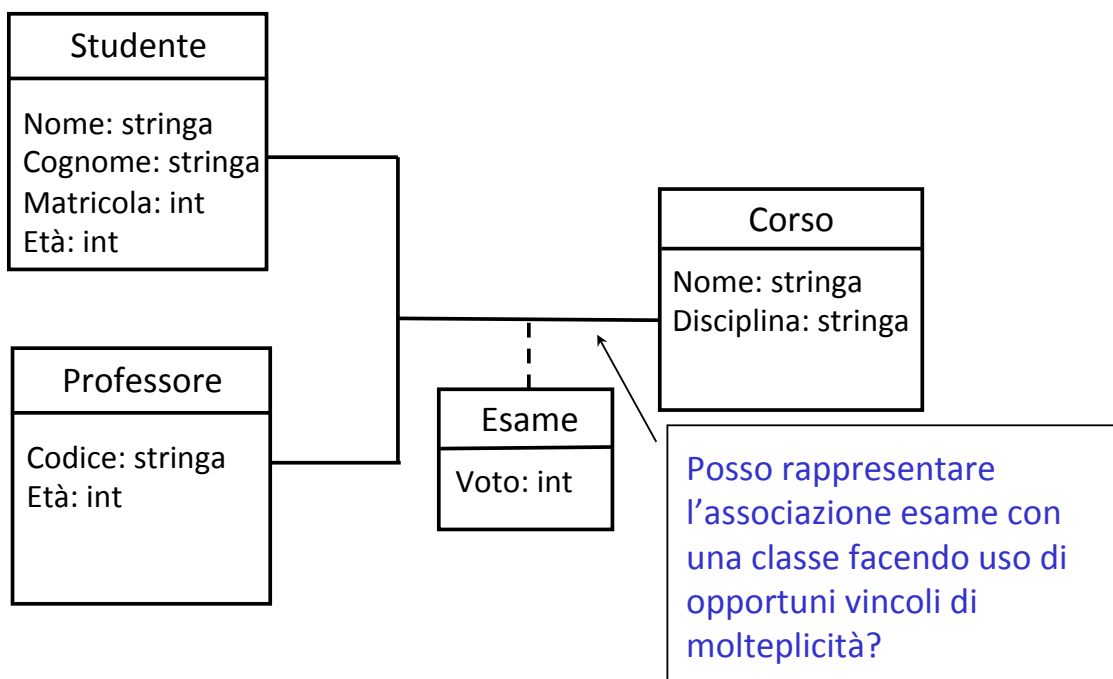 Studente
Nome: stringa
Cognome: stringa
Matricola: int
Età: int
Corso
Nome: stringa
Disciplina: stringa
Professore
Codice: stringa
Età: int
Esame
Voto: int
Posso rappresentare
l’associazione esame con
una classe facendo uso di
opportuni vincoli di
molteplicità?